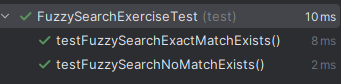 FuzzySearchExerciseTest (test) 10 ms
testFuzzySearchExactMatchExists() 8 ms
testFuzzySearchNoMatchExists() 2 ms